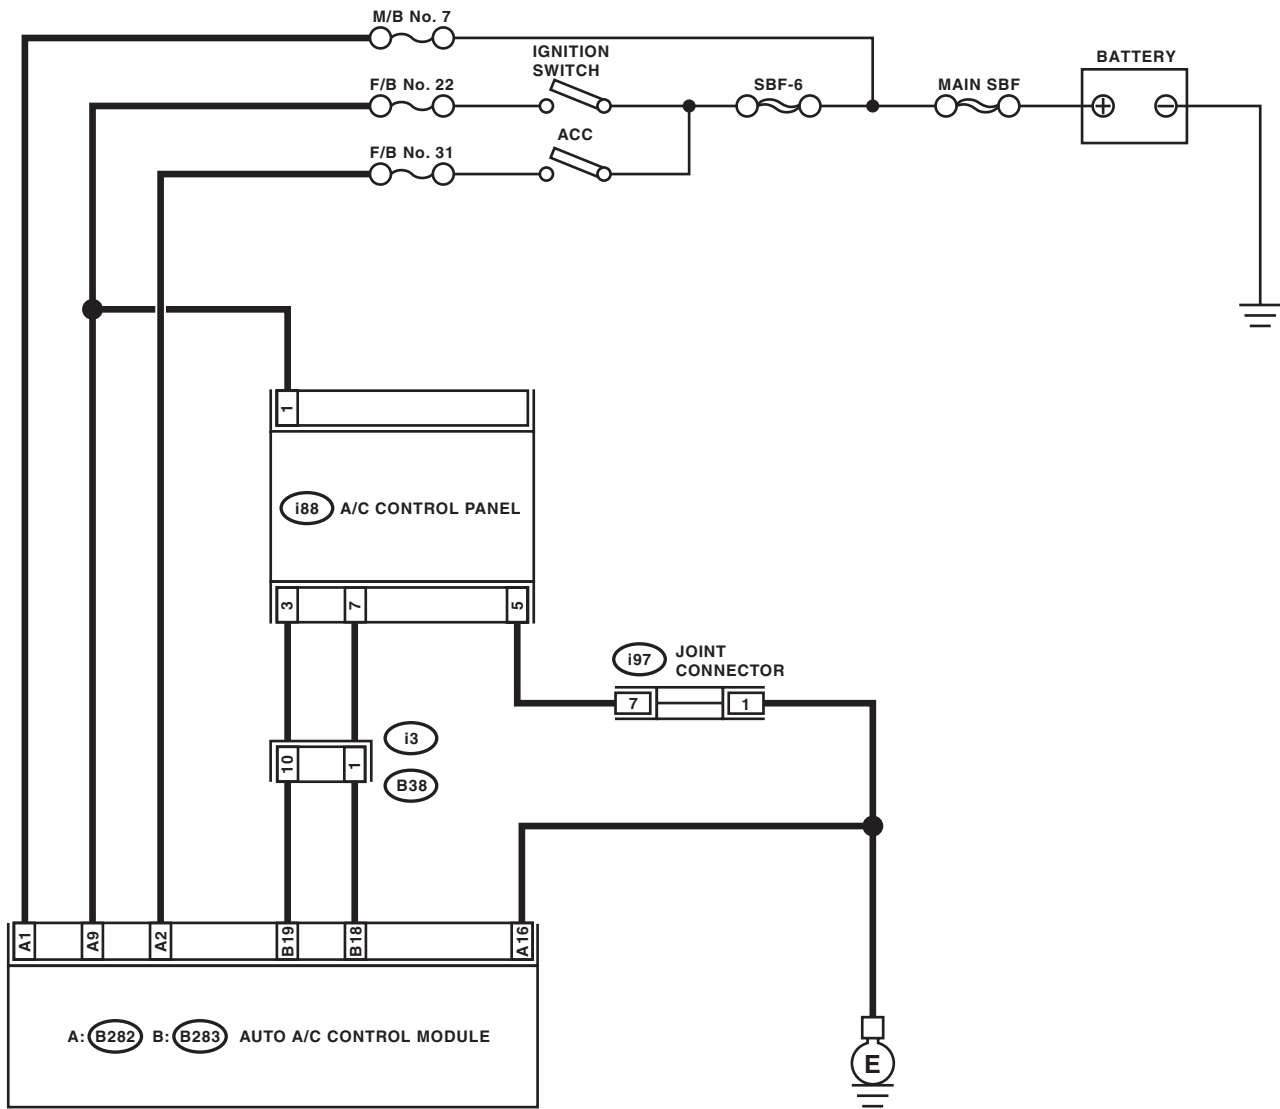 M/B No. 7
IGNITION
SWITCH
BATTERY
F/B No. 22
SBF-6
MAIN SBF
ACC
F/B No. 31
1
i88 A/C CONTROL PANEL
3 7 5
i97 JOINT
CONNECTOR
7 1
i3
10 1
B38
A1 A9 A2 B19 B18 A16
A: B282 B: B283 AUTO A/C CONTROL MODULE
E